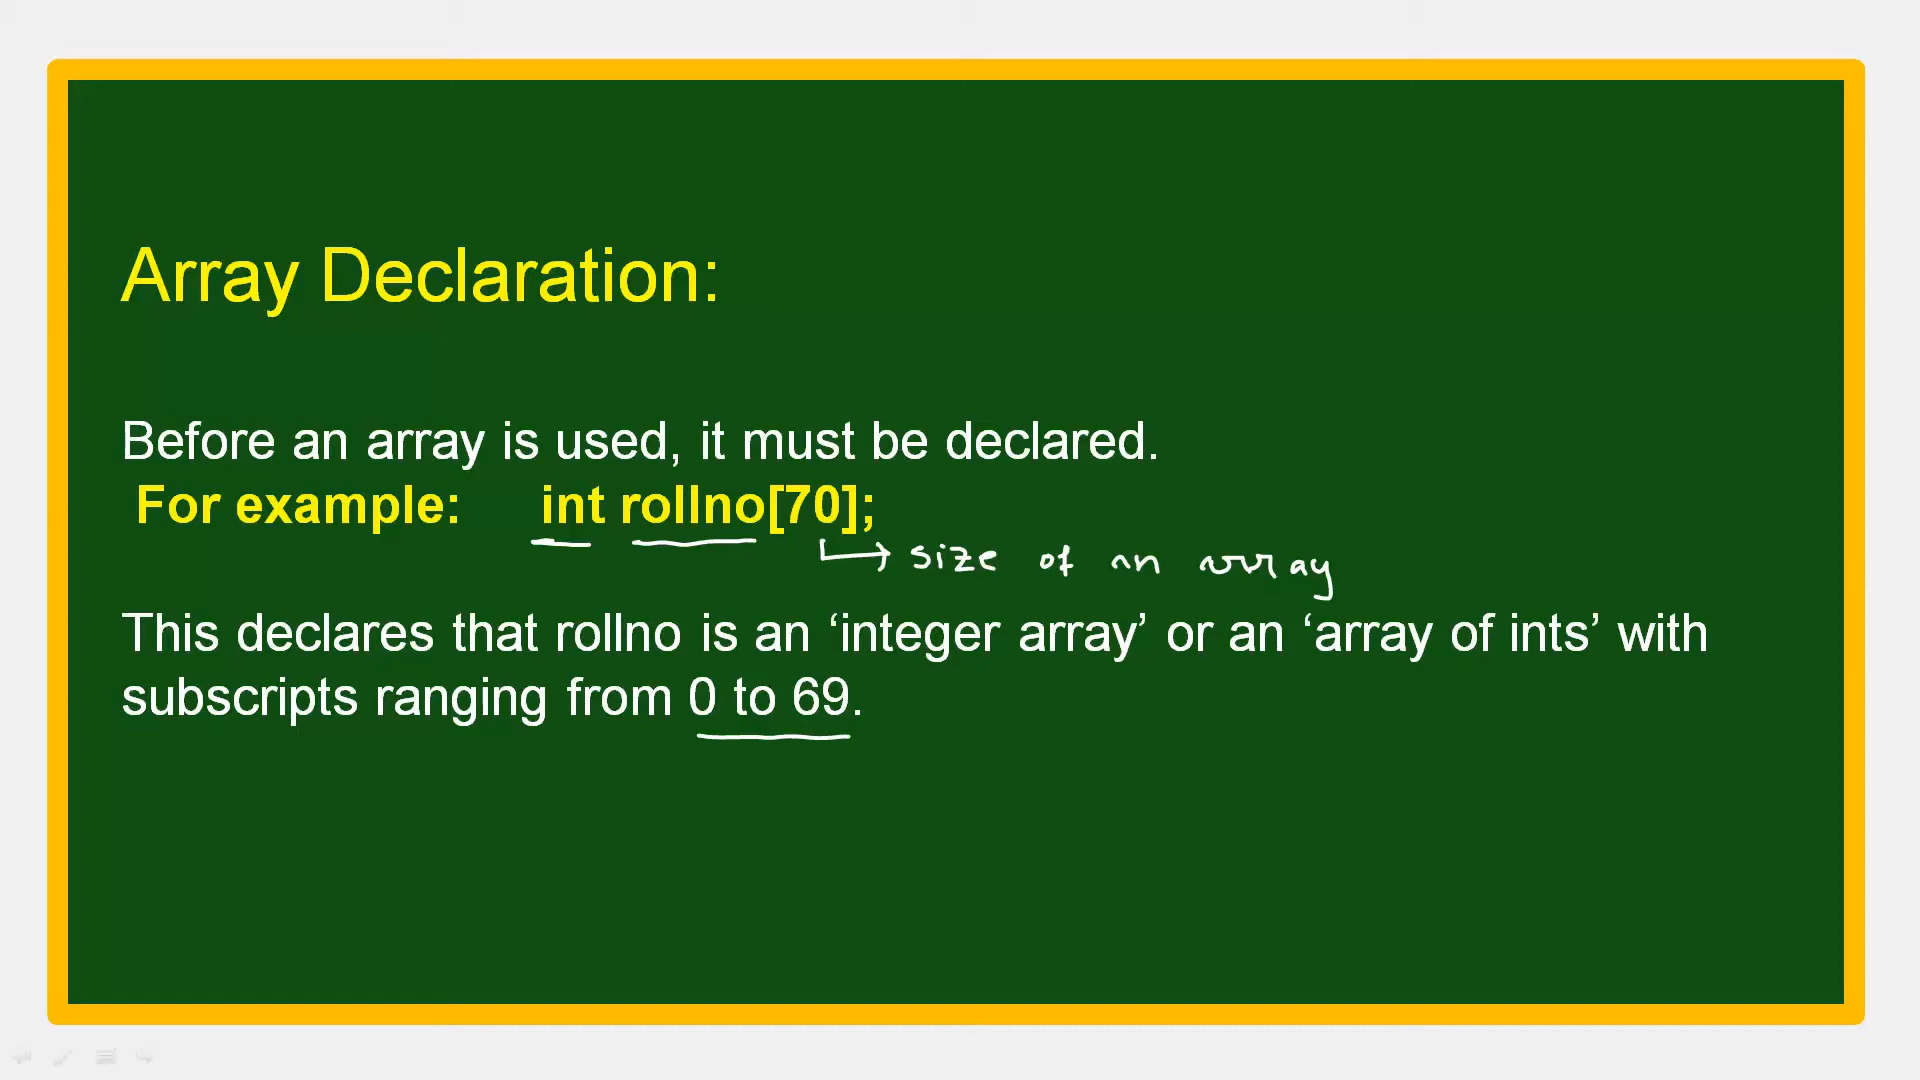 Array Declaration:
Before an array is used, it must be declared.
For example: int rollno[70];
size of an array
This declares that rollno is an ‘integer array’ or an ‘array of ints’ with
subscripts ranging from 0 to 69.